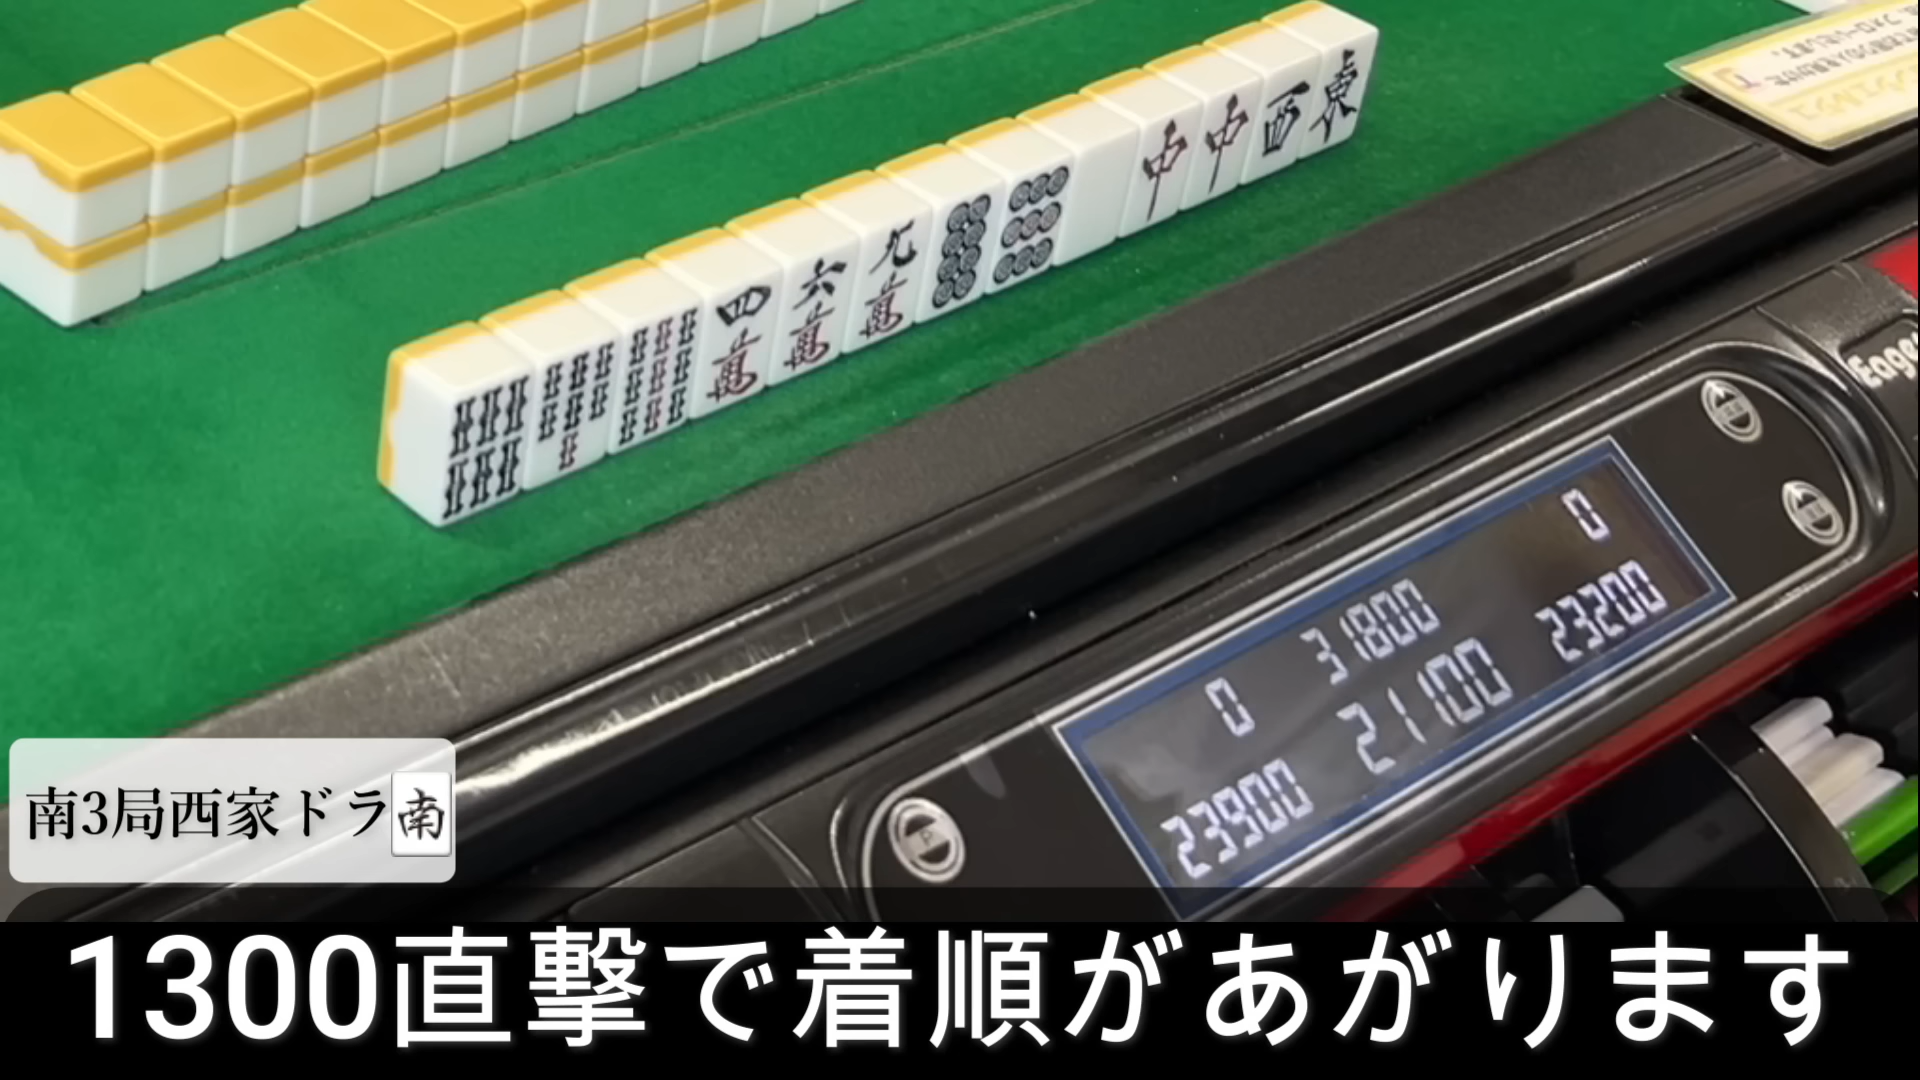 四萬 六萬 九萬 中 中 西 東
0
31800
0
23900 21100 23200
P
南3局西家ドラ南
1300直撃で着順があがります